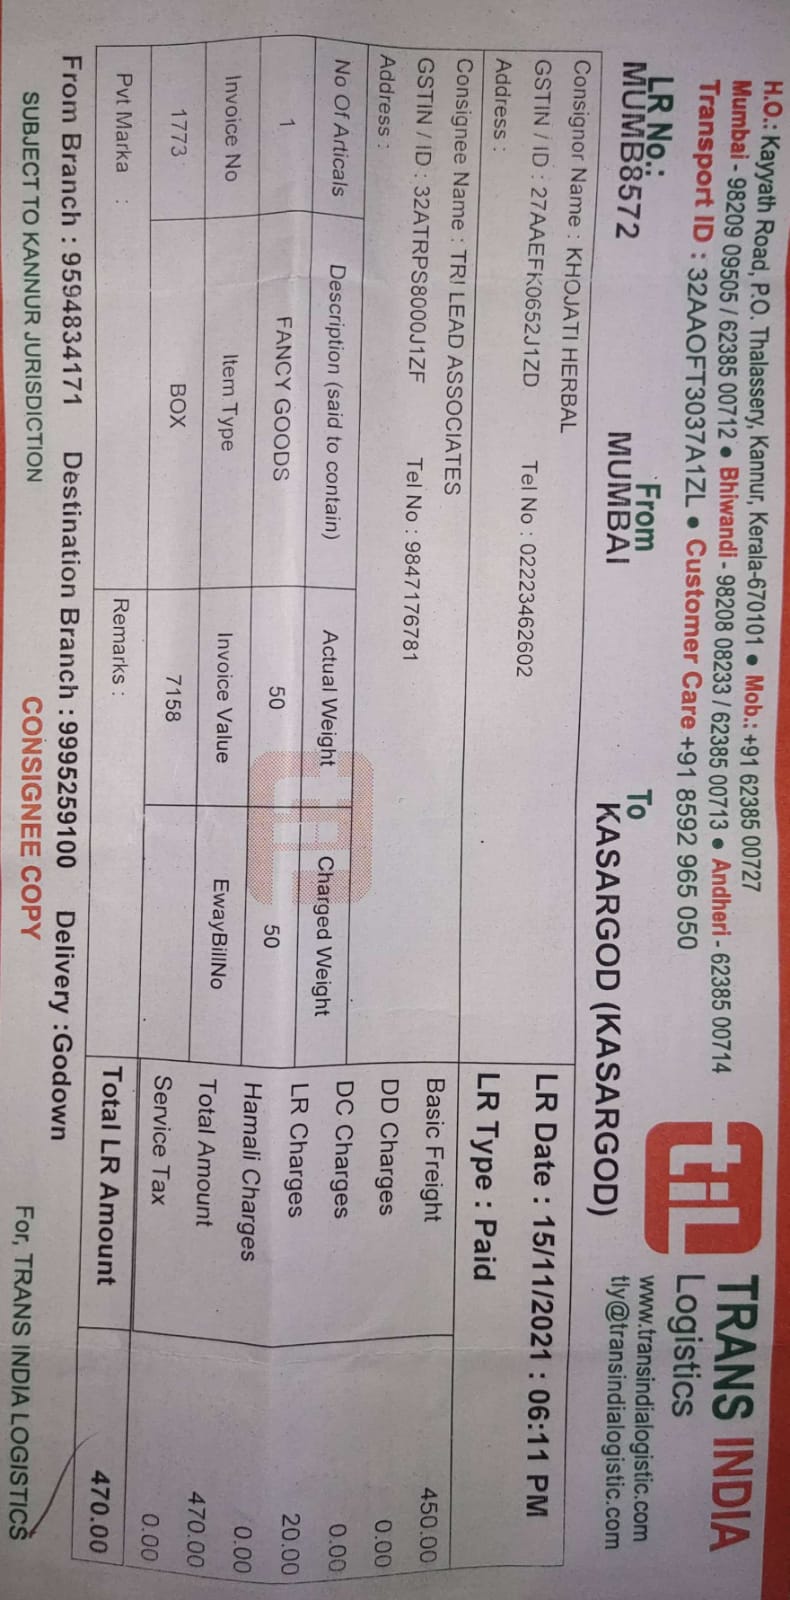 H.O.: Kayyath Road, P.O. Thalassery, Kannur, Kerala-670101 ● Mob.: +91 62385 00727
Mumbai - 98209 09505 / 62385 00712 ● Bhiwandi - 98208 08233 / 62385 00713 ● Andheri - 62385 00714
Transport ID : 32AAOFT3037A1ZL ● Customer Care +91 8592 965 050
til TRANS INDIA
Logistics
www.transindialogistic.com
tly@transindialogistic.com
LR No.: From To
MUMB8572 MUMBAI KASARGOD (KASARGOD)
Consignor Name : KHOJATI HERBAL
GSTIN / ID : 27AAEFK0652J1ZD Tel No : 02223462602
Address :
LR Date : 15/11/2021 : 06:11 PM
LR Type : Paid
Consignee Name : TRI LEAD ASSOCIATES
GSTIN / ID : 32ATRPS8000J1ZF Tel No : 9847176781
Address :
Basic Freight 450.00
DD Charges 0.00
DC Charges 0.00
LR Charges 20.00
Hamali Charges 0.00
Total Amount 470.00
Service Tax 0.00
Total LR Amount 470.00
No Of Articals Description (said to contain) Actual Weight Charged Weight
1 FANCY GOODS 50 50
Invoice No Item Type Invoice Value EwayBillNo
1773 BOX 7158
Pvt Marka : Remarks :
From Branch : 9594834171 Destination Branch : 9995259100 Delivery :Godown
SUBJECT TO KANNUR JURISDICTION CONSIGNEE COPY For, TRANS INDIA LOGISTICS